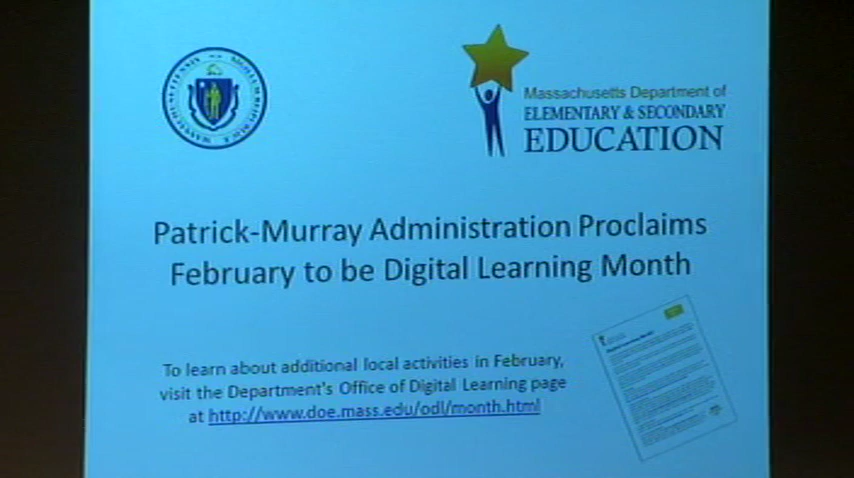 Massachusetts Department of
ELEMENTARY & SECONDARY
EDUCATION
Patrick-Murray Administration Proclaims
February to be Digital Learning Month
To learn about additional local activities in February,
visit the Department's Office of Digital Learning page
at http://www.doe.mass.edu/odl/month.html